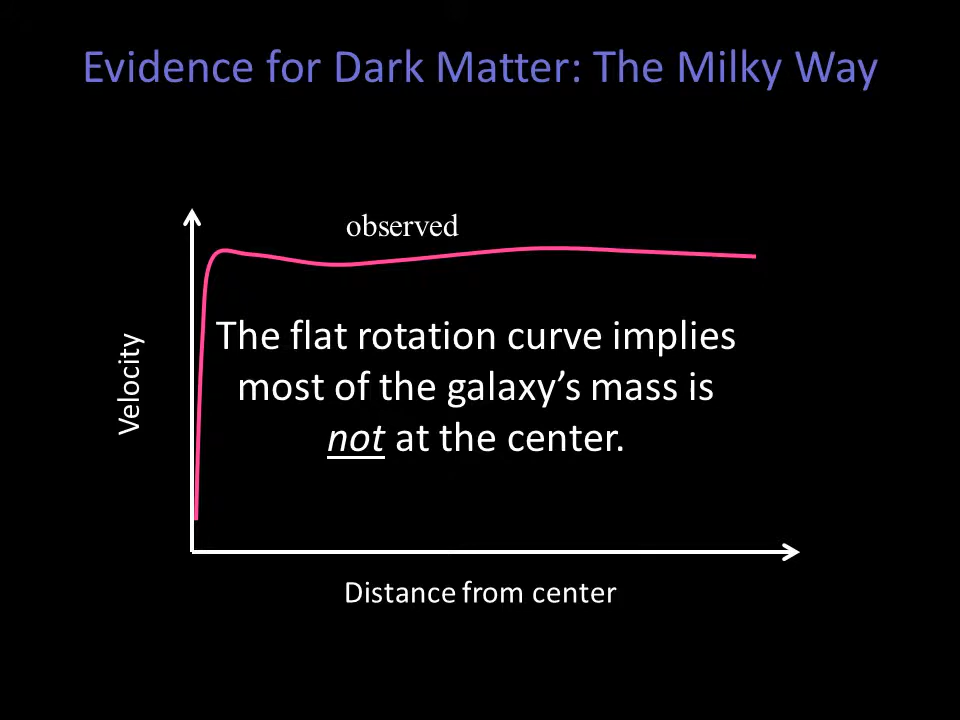 Evidence for Dark Matter: The Milky Way
observed
The flat rotation curve implies
most of the galaxy’s mass is
not at the center.
Velocity
Distance from center